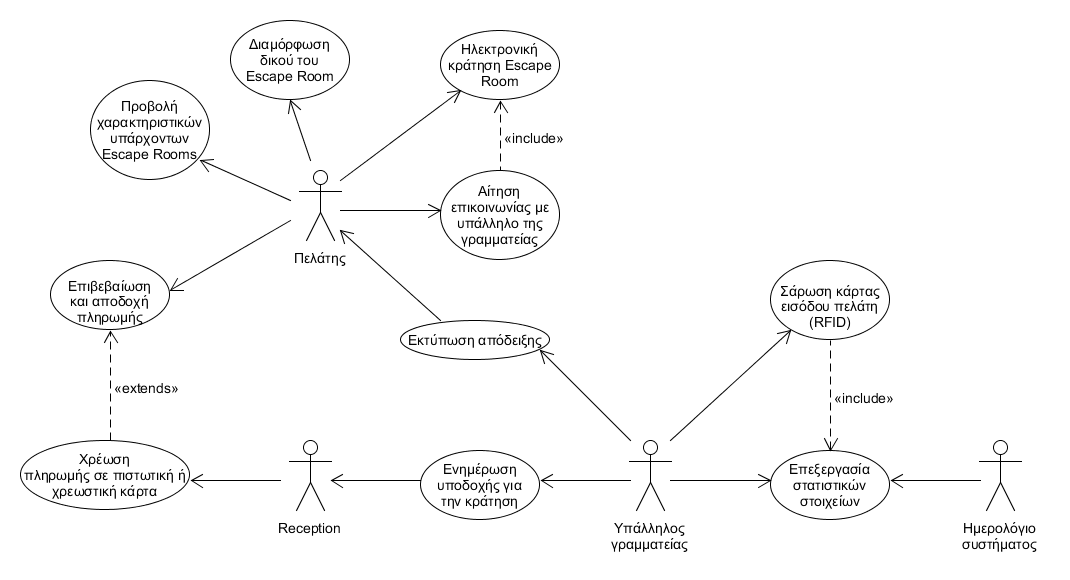 Διαμόρφωση
δικού του
Escape Room
Ηλεκτρονική
κράτηση Escape
Room
Προβολή
χαρακτηριστικών
υπάρχοντων
Escape Rooms
«include»
Αίτηση
επικοινωνίας με
υπάλληλο της
γραμματείας
Πελάτης
Επιβεβαίωση
και αποδοχή
πληρωμής
Σάρωση κάρτας
εισόδου πελάτη
(RFID)
Εκτύπωση απόδειξης
«extends»
«include»
Χρέωση
πληρωμής σε πιστωτική ή
χρεωστική κάρτα
Reception
Ενημέρωση
υποδοχής για
την κράτηση
Υπάλληλος
γραμματείας
Επεξεργασία
στατιστικών
στοιχείων
Ημερολόγιο
συστήματος